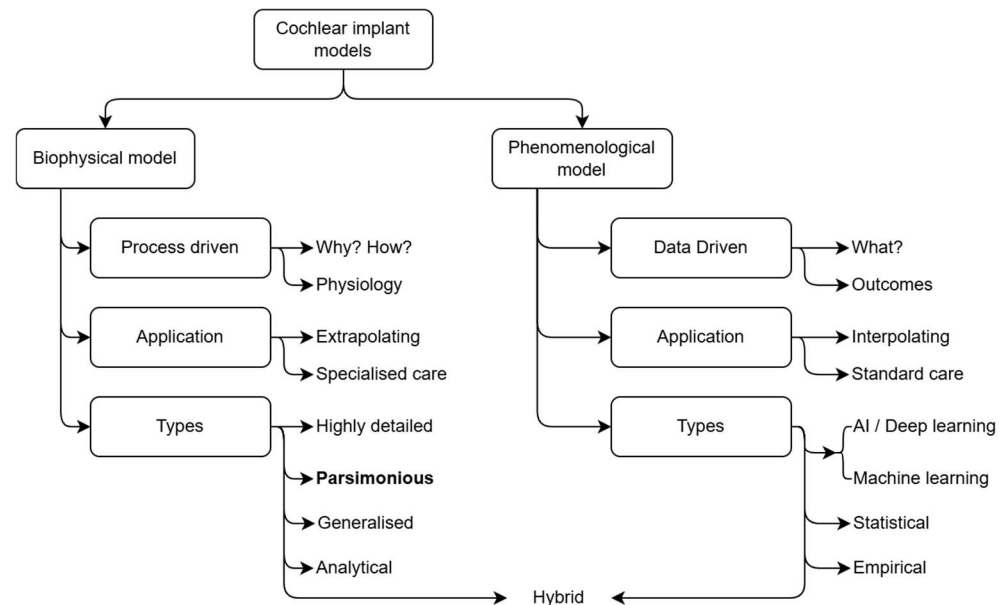 Cochlear implant
models
Biophysical model
Phenomenological
model
Process driven
Why? How?
Physiology
Data Driven
What?
Outcomes
Application
Extrapolating
Specialised care
Application
Interpolating
Standard care
Types
Highly detailed
Parsimonious
Generalised
Analytical
Types
AI / Deep learning
Machine learning
Statistical
Empirical
Hybrid